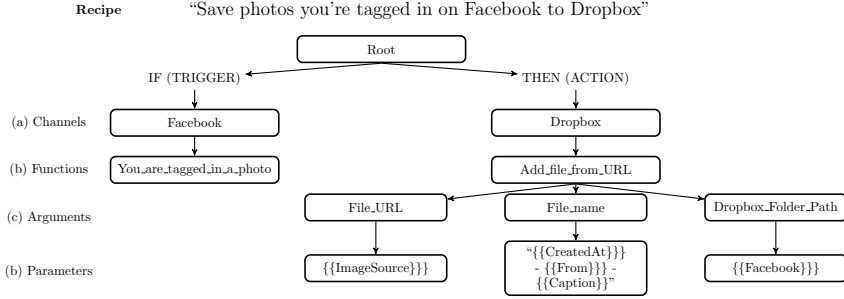 Recipe “Save photos you’re tagged in on Facebook to Dropbox”
Root
IF (TRIGGER) THEN (ACTION)
(a) Channels Facebook Dropbox
(b) Functions You_are_tagged_in_a_photo Add_file_from_URL
(c) Arguments File_URL File_name Dropbox_Folder_Path
“{{CreatedAt}}}
(b) Parameters {{ImageSource}}} - {{From}}} - {{Facebook}}}
{{Caption}}”